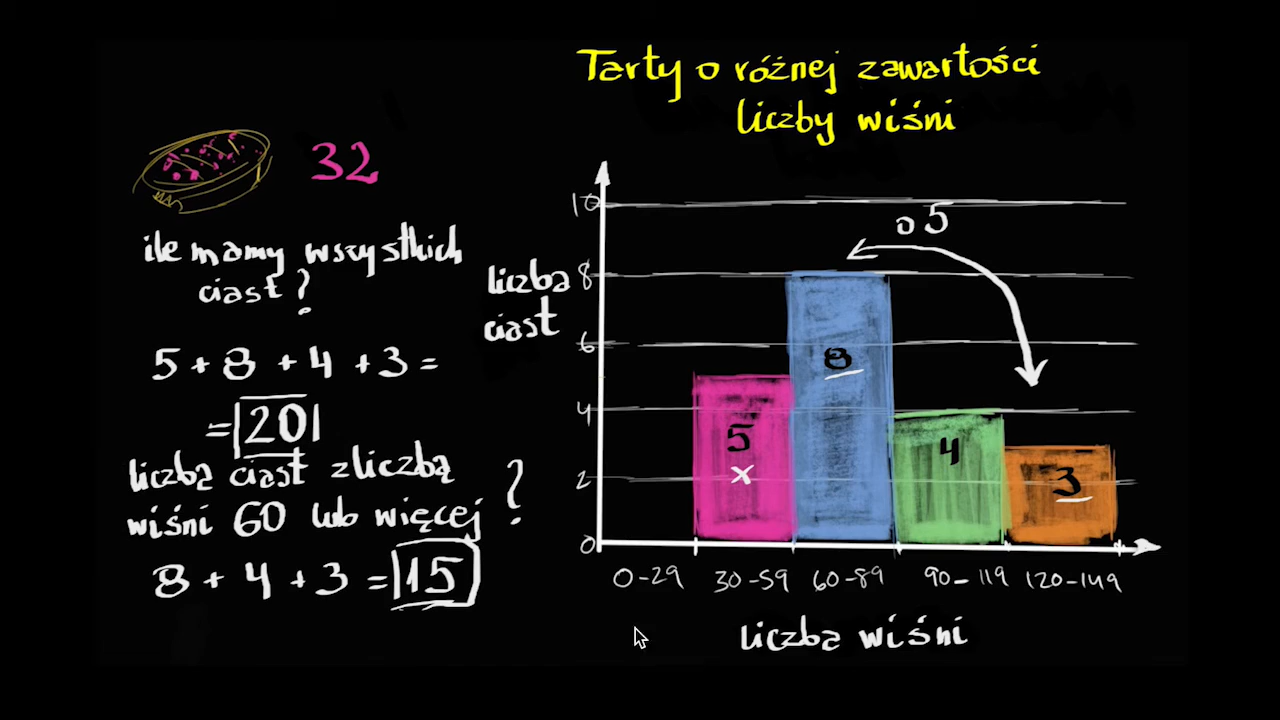 Tarty o różnej zawartości
liczby wiśni
32
ile mamy wszystkich
ciast?
5 + 8 + 4 + 3 =
= |20|
liczba ciast z liczbą
wiśni 60 lub więcej ?
8 + 4 + 3 = 15
liczba
ciast
10
8
6
4
2
0
o 5
5
x
8
4
3
0-29 30-59 60-89 90-119 120-149
liczba wiśni